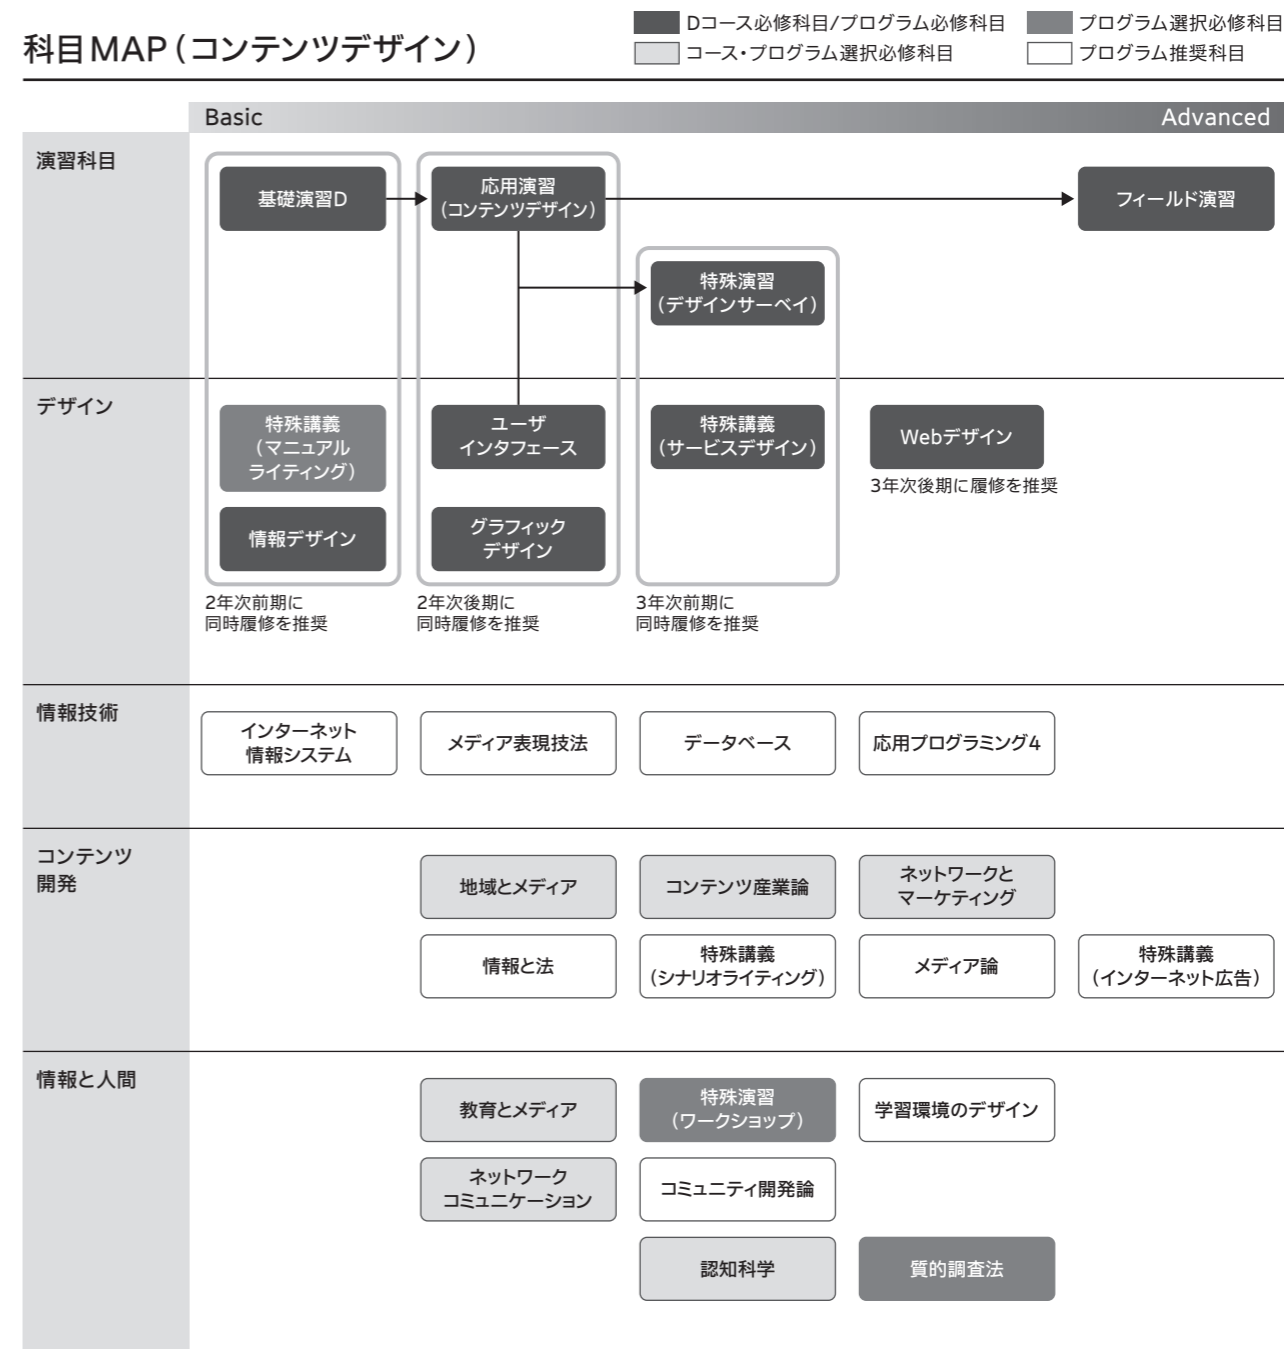 科目MAP（コンテンツデザイン）
Dコース必修科目/プログラム必修科目
プログラム選択必修科目
コース・プログラム選択必修科目
プログラム推奨科目
Basic
Advanced
演習科目
基礎演習D
応用演習
（コンテンツデザイン）
フィールド演習
特殊演習
（デザインサーベイ）
デザイン
特殊講義
（マニュアル
ライティング）
ユーザ
インタフェース
特殊講義
（サービスデザイン）
Webデザイン
3年次後期に履修を推奨
情報デザイン
グラフィック
デザイン
2年次前期に
同時履修を推奨
2年次後期に
同時履修を推奨
3年次前期に
同時履修を推奨
情報技術
インターネット
情報システム
メディア表現技法
データベース
応用プログラミング4
コンテンツ
開発
地域とメディア
コンテンツ産業論
ネットワークと
マーケティング
情報と法
特殊講義
（シナリオライティング）
メディア論
特殊講義
（インターネット広告）
情報と人間
教育とメディア
特殊演習
（ワークショップ）
学習環境のデザイン
ネットワーク
コミュニケーション
コミュニティ開発論
認知科学
質的調査法